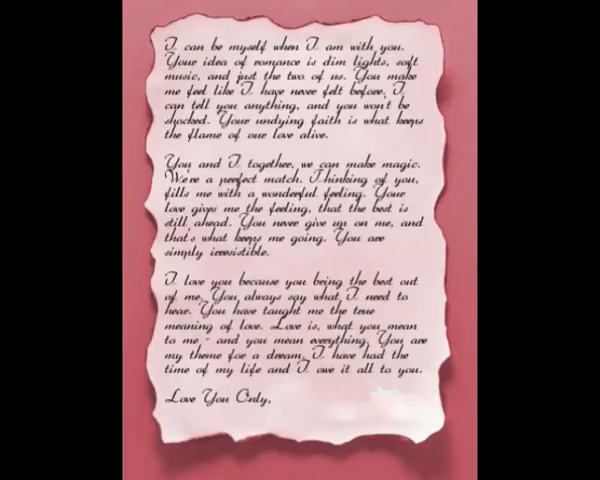 I can be myself when I am with you.
Your idea of romance is dim lights, soft
music, and just the two of us. You make
me feel like I have never felt before. I
can tell you anything, and you won't be
shocked. Your undying faith is what keeps
the flame of our love alive.
You and I together, we can make magic.
We're a perfect match. Thinking of you,
fills me with a wonderful feeling. Your
love gives me the feeling, that the best is
still ahead. You never give up on me, and
that's what keeps me going. You are
simply irresistible.
I love you because you bring the best out
of me. You always say what I need to
hear. You have taught me the true
meaning of love. Love is, what you mean
to me - and you mean everything. You are
my theme for a dream. I have had the
time of my life and I owe it all to you.
Love You Only,